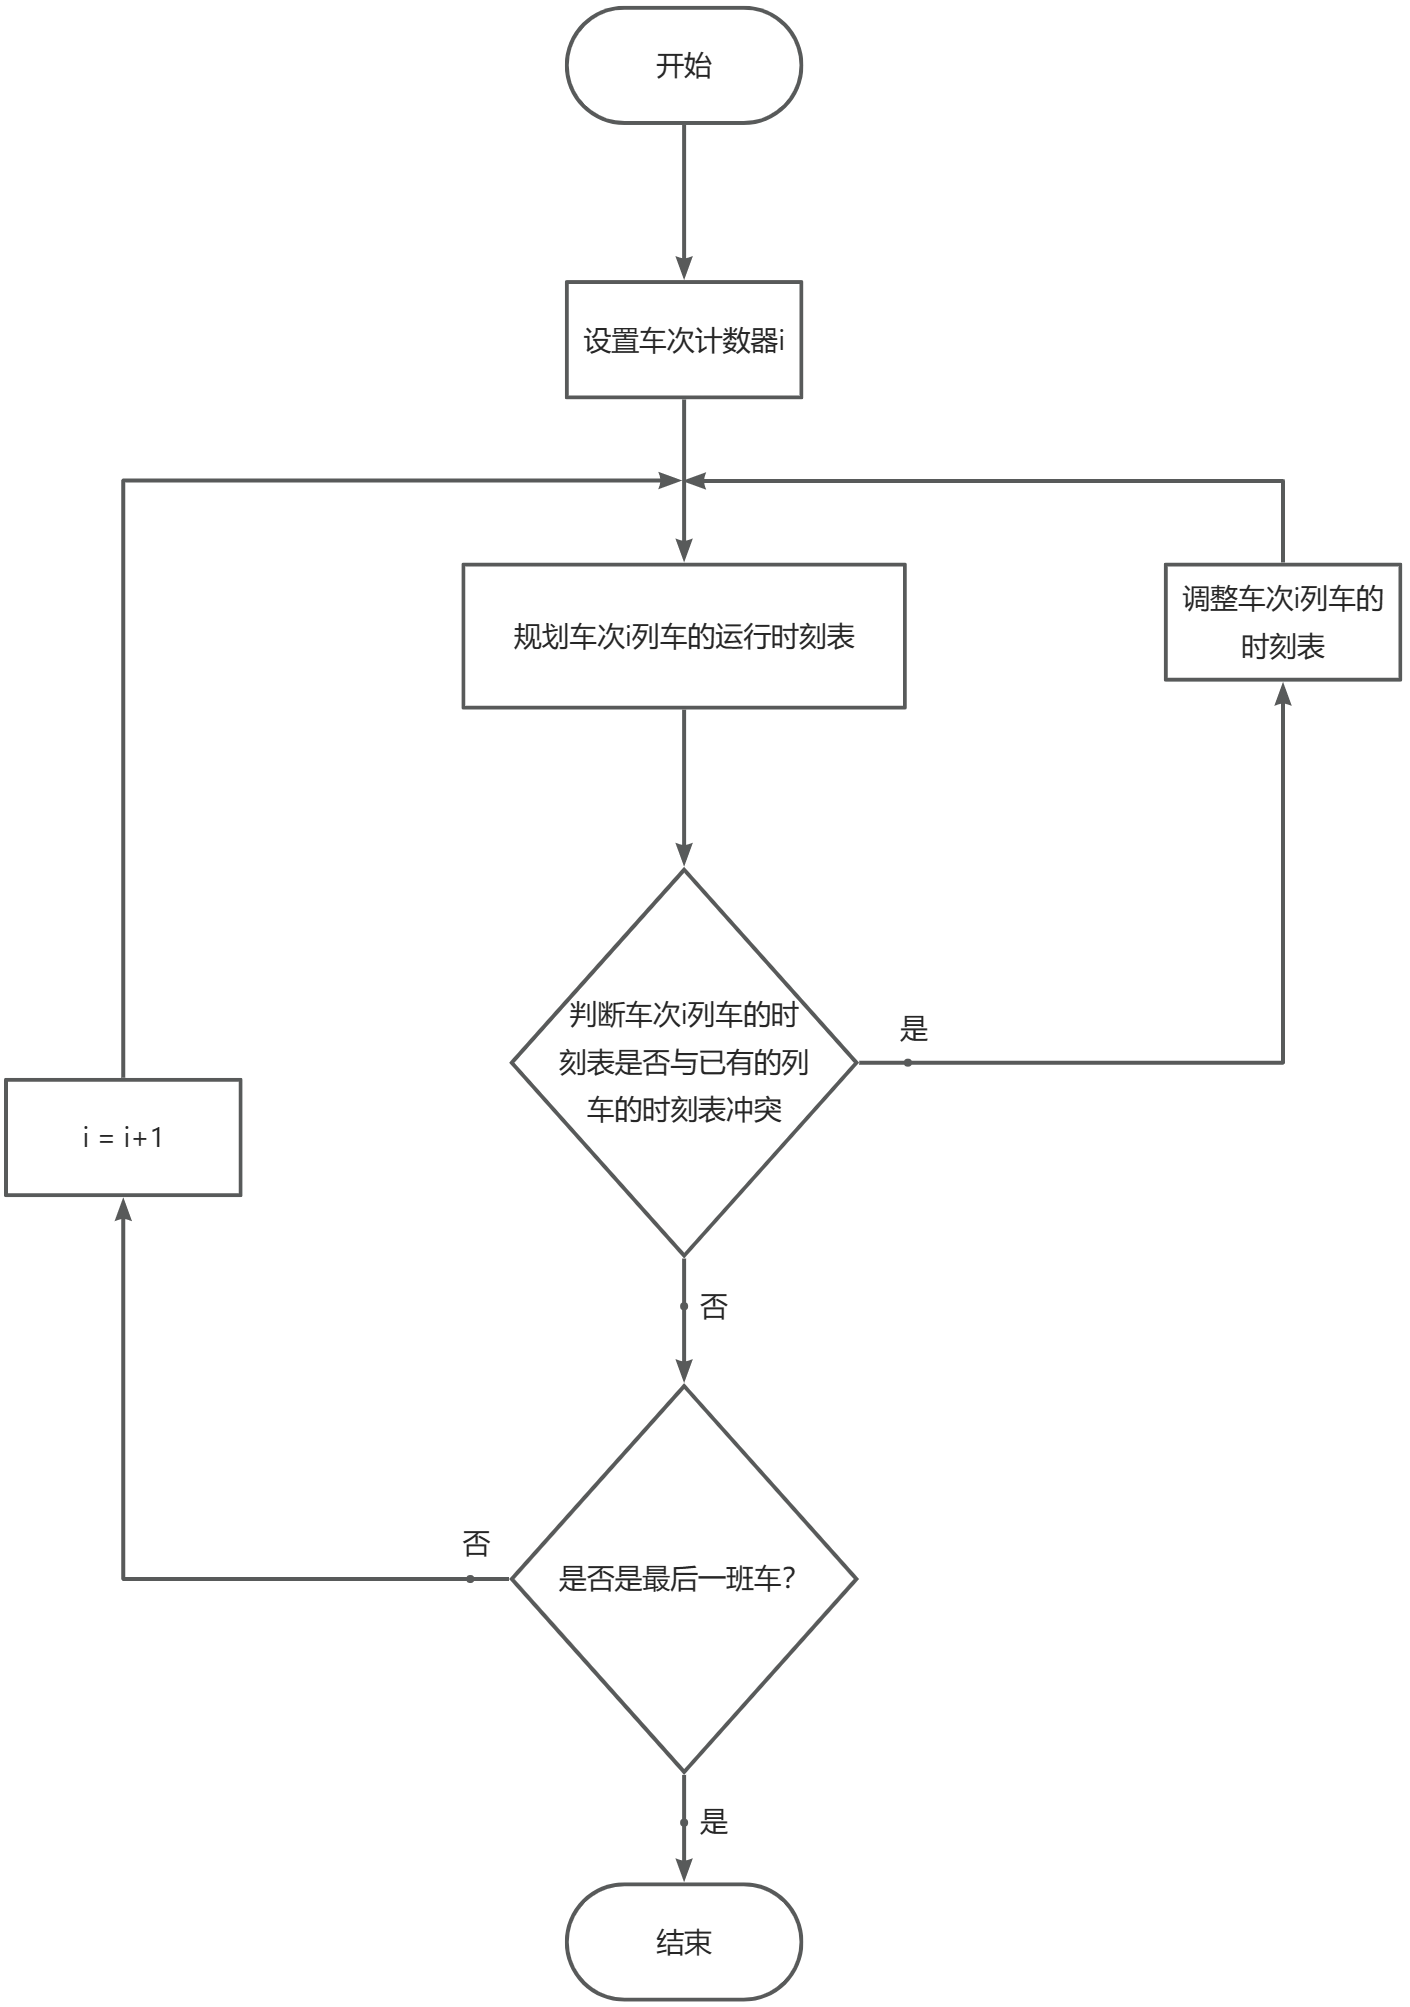 开始
设置车次计数器i
规划车次i列车的运行时刻表
调整车次i列车的
时刻表
判断车次i列车的时
刻表是否与已有的列
车的时刻表冲突
是
i = i+1
否
否
是否是最后一班车？
是
结束